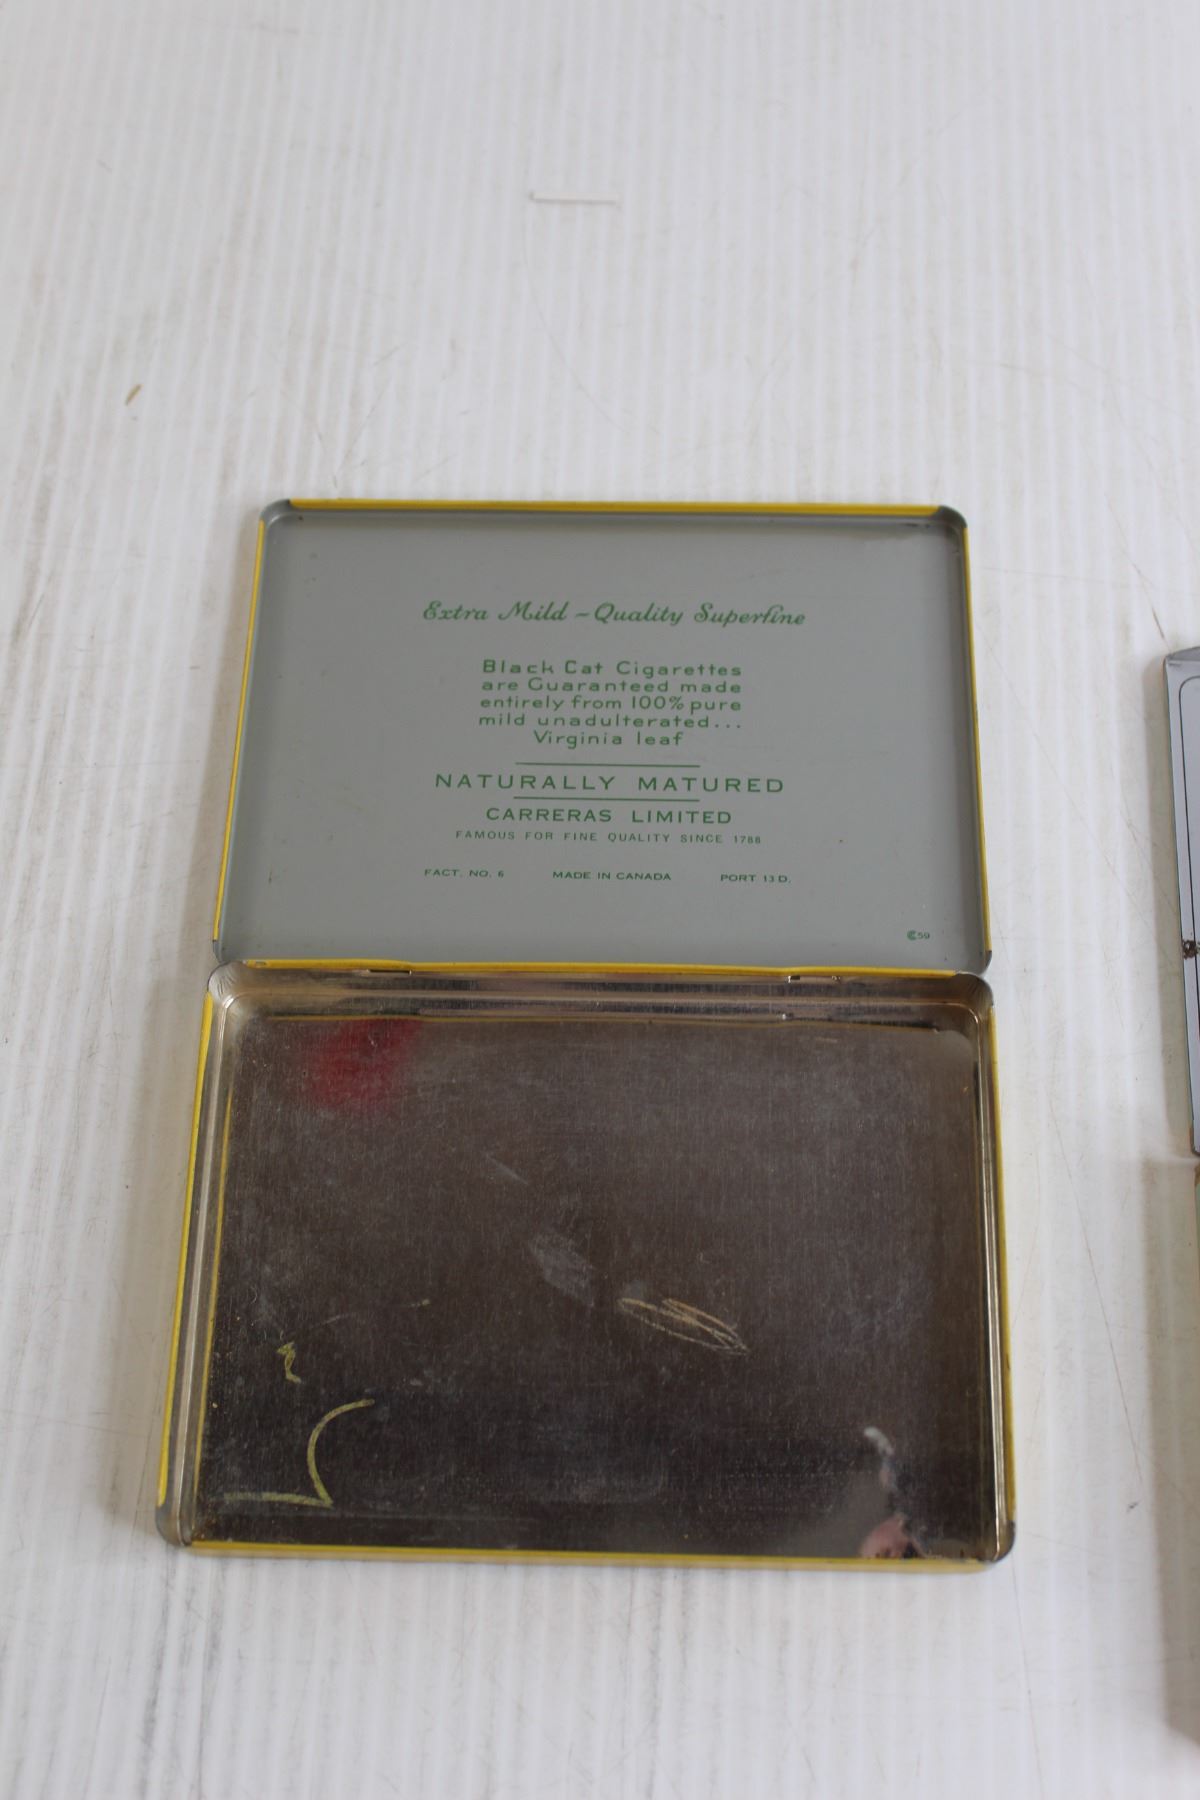 Extra Mild – Quality Superfine
Black Cat Cigarettes
are Guaranteed made
entirely from 100% pure
mild unadulterated...
Virginia leaf
NATURALLY MATURED
CARRERAS LIMITED
FAMOUS FOR FINE QUALITY SINCE 1788
FACT. NO. 6 MADE IN CANADA PORT 13 D.
59